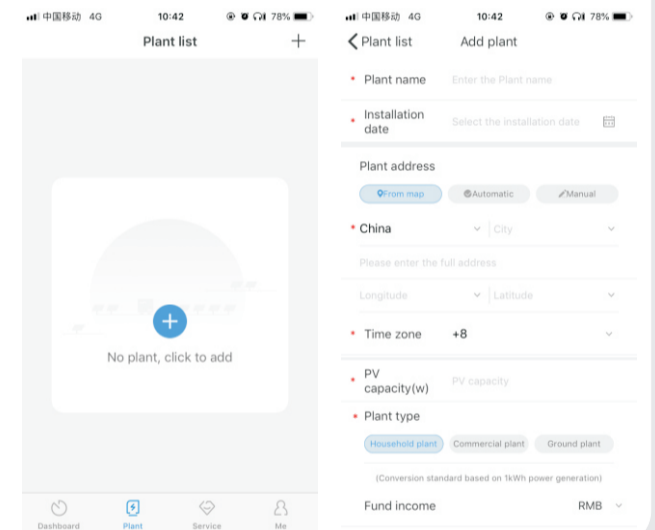 中国移动 4G 10:42 78%
Plant list
No plant, click to add
Dashboard Plant Service Me
中国移动 4G 10:42 78%
Plant list Add plant
* Plant name Enter the Plant name
* Installation date Select the installation date
Plant address
From map Automatic Manual
* China City
Please enter the full address
Longitude Latitude
* Time zone +8
* PV capacity(w) PV capacity
* Plant type
Household plant Commercial plant Ground plant
(Conversion standard based on 1kWh power generation)
Fund income RMB